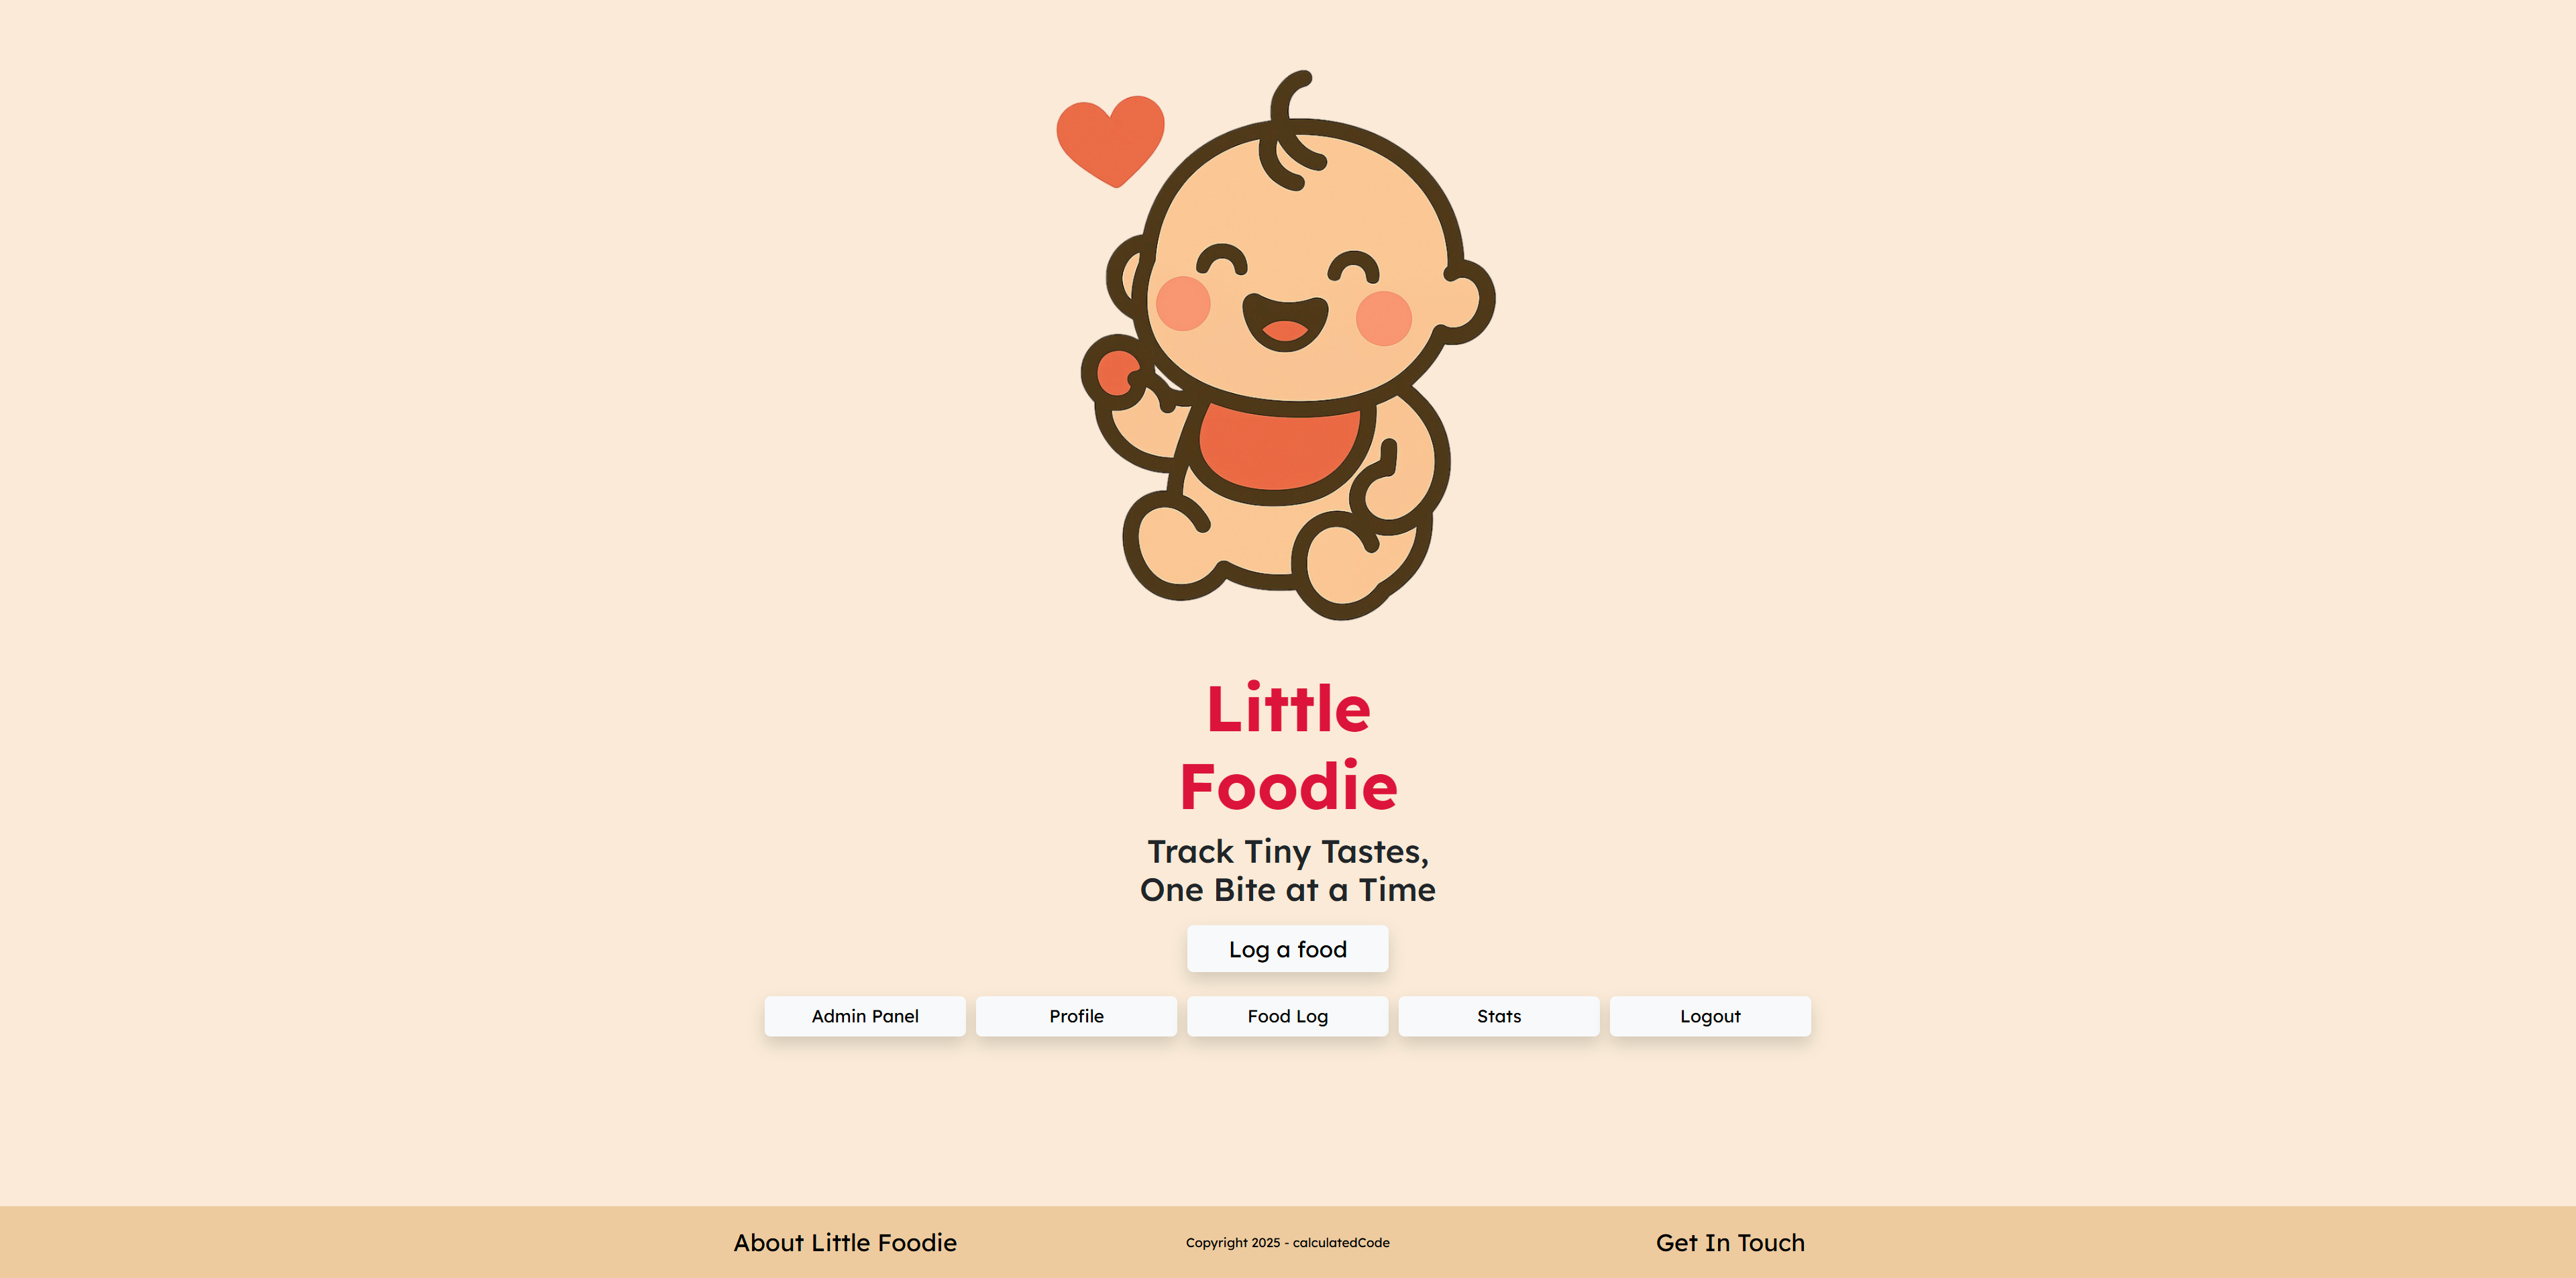 Little
Foodie
Track Tiny Tastes,
One Bite at a Time
Log a food
Admin Panel
Profile
Food Log
Stats
Logout
About Little Foodie
Copyright 2025 - calculatedCode
Get In Touch